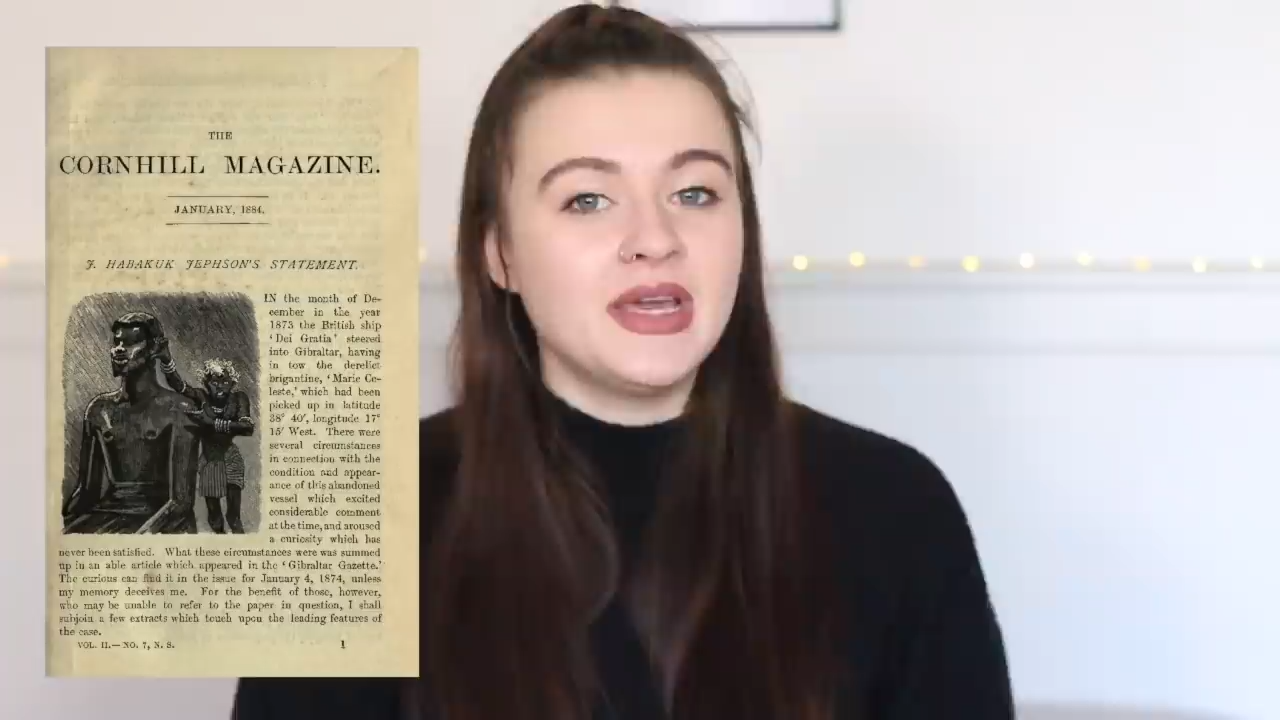 THE
CORNHILL MAGAZINE.
JANUARY, 1884.
J. HABAKUK JEPHSON'S STATEMENT.
IN the month of De-
cember in the year
1873 the British ship
'Dei Gratia' steered
into Gibraltar, having
in tow the derelict
brigantine, 'Marie Ce-
leste,' which had been
picked up in latitude
38° 40', longitude 17°
15' West. There were
several circumstances
in connection with the
condition and appear-
ance of this abandoned
vessel which excited
considerable comment
at the time, and aroused
a curiosity which has
never been satisfied. What these circumstances were was summed
up in an able article which appeared in the 'Gibraltar Gazette.'
The curious can find it in the issue for January 4, 1874, unless
my memory deceives me. For the benefit of those, however,
who may be unable to refer to the paper in question, I shall
subjoin a few extracts which touch upon the leading features of
the case.
VOL. II.—NO. 7, N. S. 1